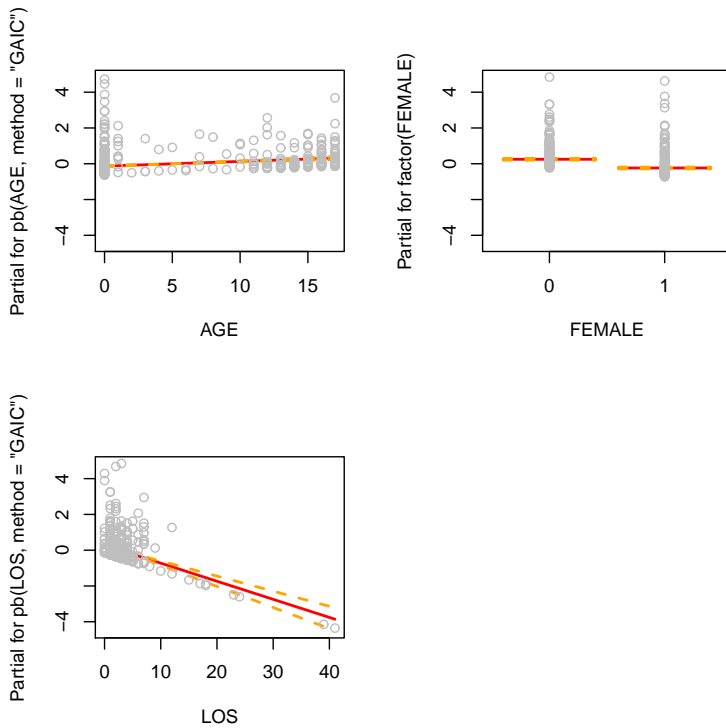 Partial for pb(AGE, method = "GAIC")
4
2
0
−4
0 5 10 15
AGE
Partial for factor(FEMALE)
4
2
0
−4
0 1
FEMALE
Partial for pb(LOS, method = "GAIC")
4
2
0
−4
0 10 20 30 40
LOS